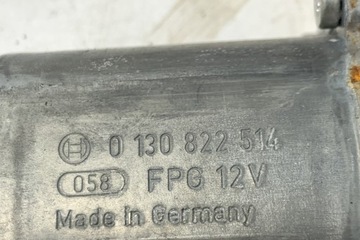 0 130 822 514
058 FPG 12V
Made in Germany